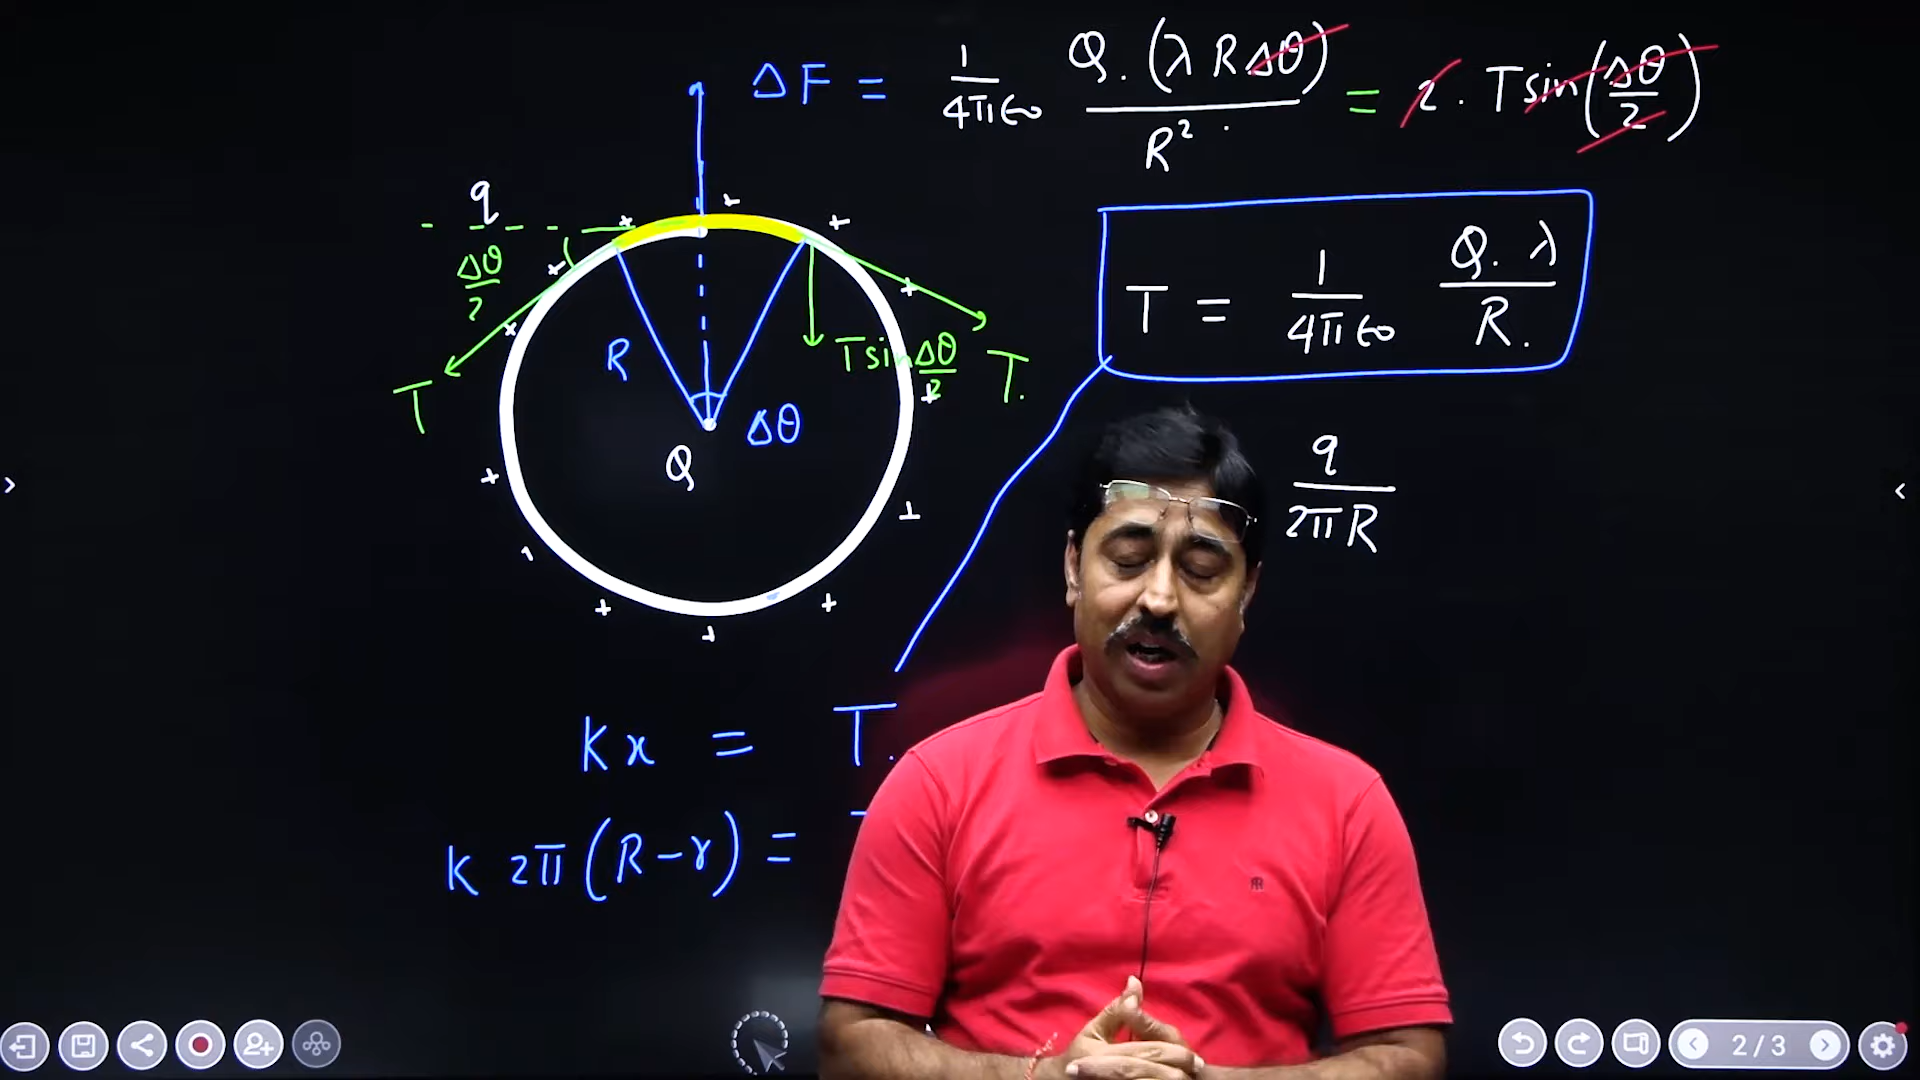 ΔF = 1/4πε₀ Q.(λRΔθ)/R² = 2.Tsin(Δθ/2)
q
Δθ/2
T = 1/4πε₀ Q.λ/R.
R
Tsin Δθ/2
T
T.
Δθ
Q
q/2πR
Kx = T.
K 2π(R-r) =
2/3